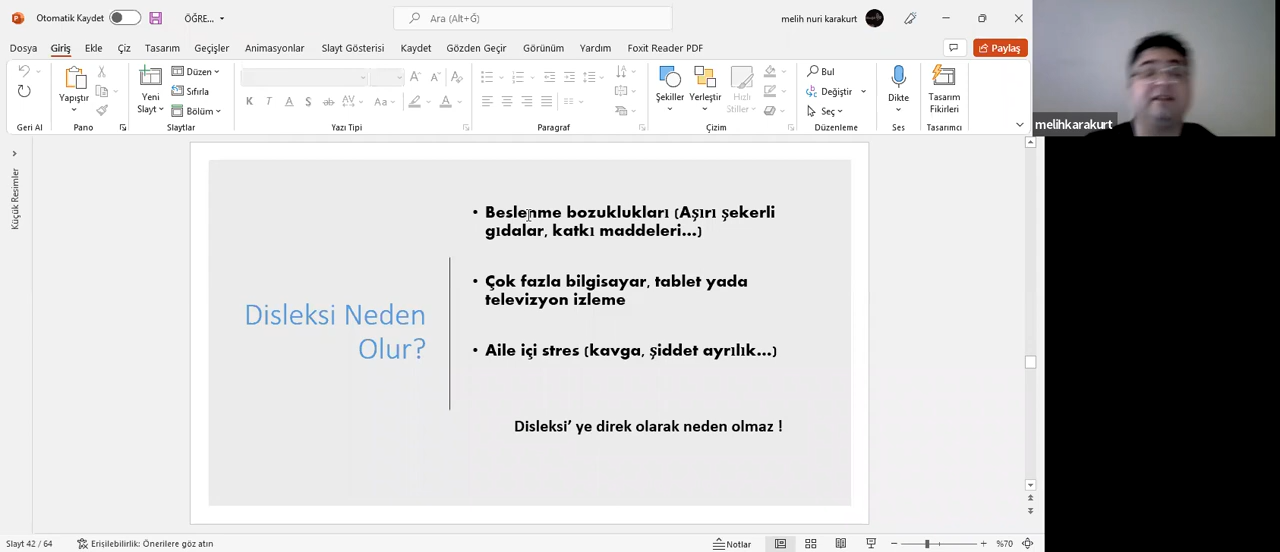 Otomatik Kaydet
ÖĞRE...
Ara (Alt+G)
melih nuri karakurt
Dosya Giriş Ekle Çiz Tasarım Geçişler Animasyonlar Slayt Gösterisi Kaydet Gözden Geçir Görünüm Yardım Foxit Reader PDF
Paylaş
Geri Al
Yapıştır
Pano
Yeni
Slayt
Düzen
Sıfırla
Bölüm
Slaytlar
K T A S ab AV Aa A
Yazı Tipi
Paragraf
Şekiller
Yerleştir
Hızlı
Stiller
Çizim
Bul
Değiştir
Seç
Düzenleme
Dikte
Ses
Tasarım
Fikirleri
Tasarımcı
melihkarakurt
Küçük Resimler
Disleksi Neden
Olur?
• Beslenme bozuklukları (Aşırı şekerli
gıdalar, katkı maddeleri...)
• Çok fazla bilgisayar, tablet yada
televizyon izleme
• Aile içi stres (kavga, şiddet ayrılık...)
Disleksi’ ye direk olarak neden olmaz !
Slayt 42 / 64
Erişilebilirlik: Önerilere göz atın
Notlar
%70